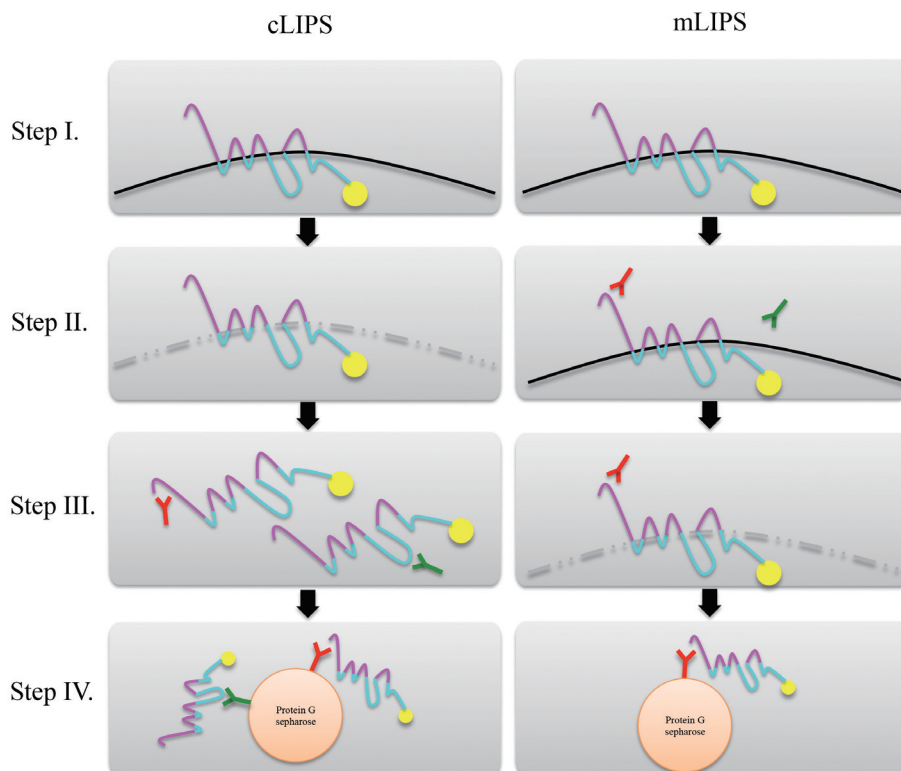 cLIPS
mLIPS
Step I.
Step II.
Step III.
Step IV.
Protein G
sepharose
Protein G
sepharose